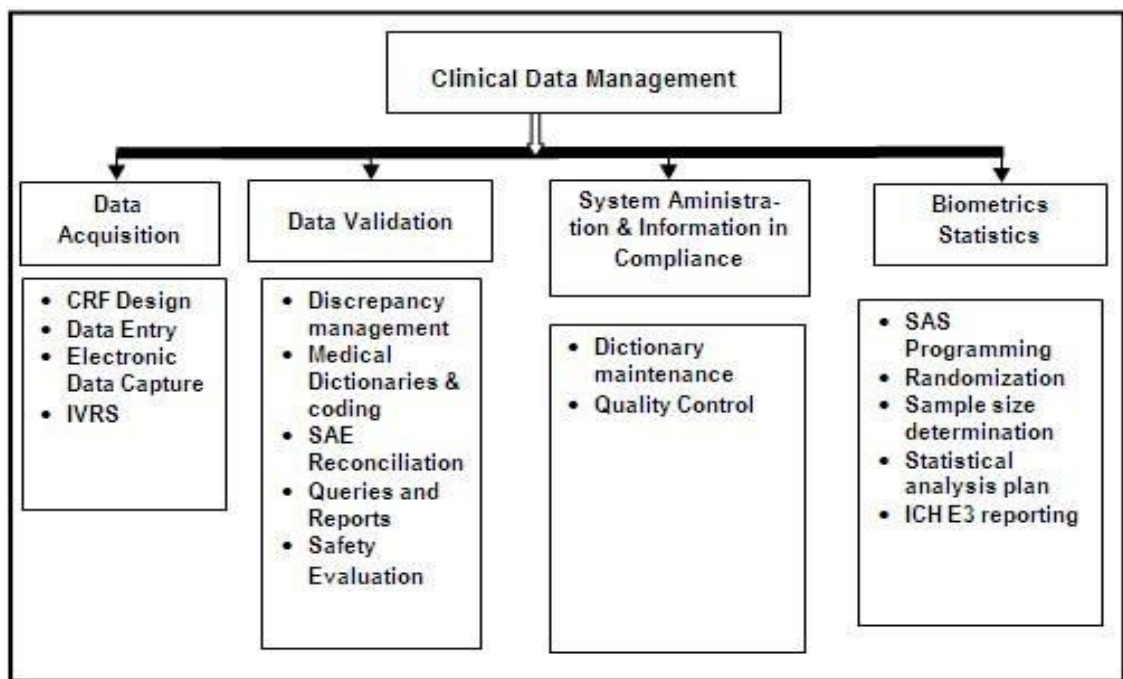 Clinical Data Management
Data
Acquisition
Data Validation
System Aministra-
tion & Information in
Compliance
Biometrics
Statistics
• CRF Design
• Data Entry
• Electronic
Data Capture
• IVRS
• Discrepancy
management
• Medical
Dictionaries &
coding
• SAE
Reconciliation
• Queries and
Reports
• Safety
Evaluation
• Dictionary
maintenance
• Quality Control
• SAS
Programming
• Randomization
• Sample size
determination
• Statistical
analysis plan
• ICH E3 reporting